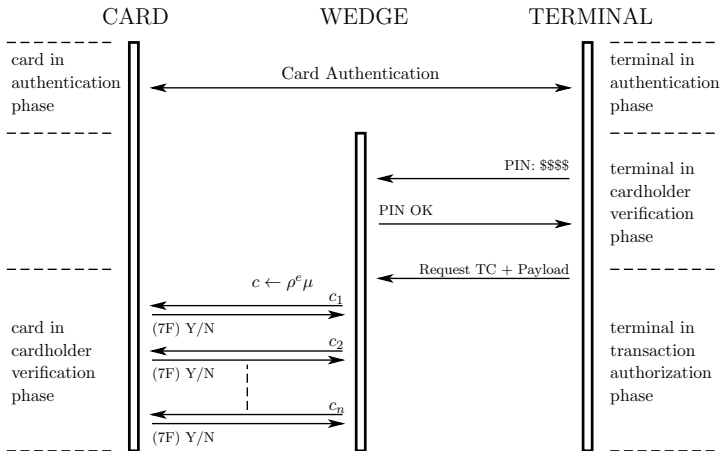 CARD WEDGE TERMINAL
card in
authentication
phase
Card Authentication
terminal in
authentication
phase
PIN: $$$$
PIN OK
terminal in
cardholder
verification
phase
Request TC + Payload
c ← ρ^e μ
c_1
(7F) Y/N
c_2
(7F) Y/N
c_n
(7F) Y/N
card in
cardholder
verification
phase
terminal in
transaction
authorization
phase